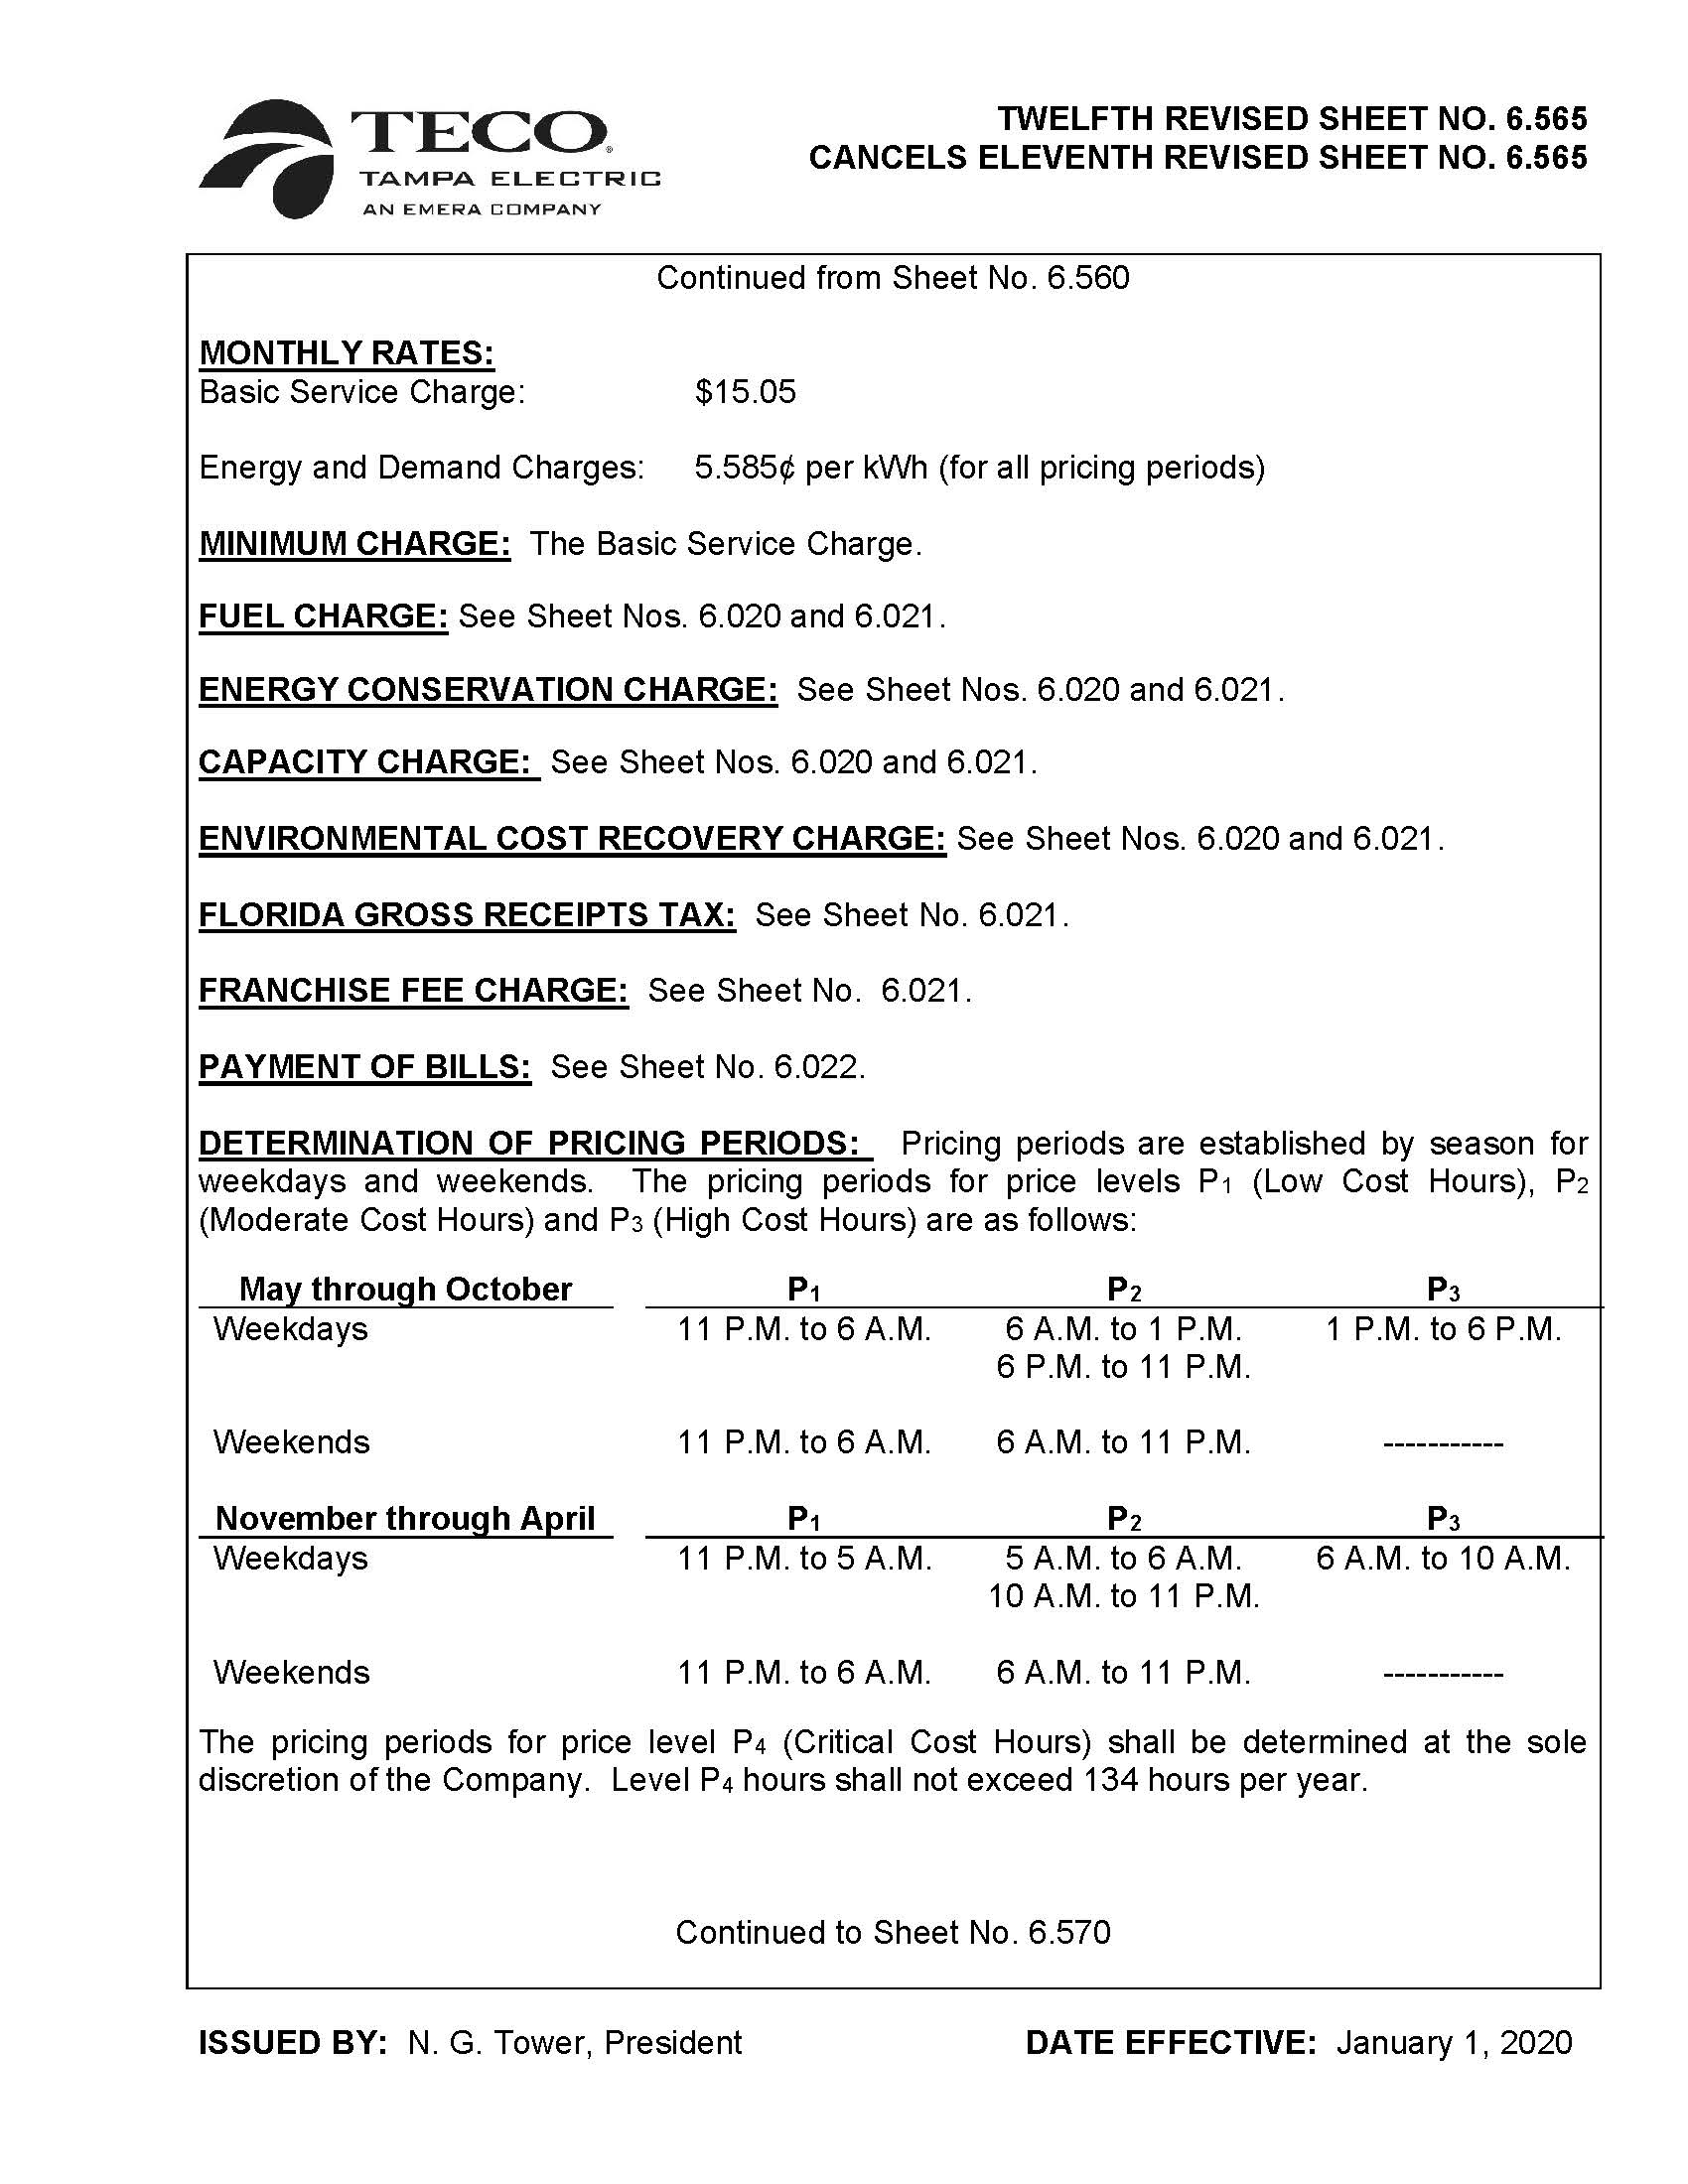 TECO®
TAMPA ELECTRIC
AN EMERA COMPANY
TWELFTH REVISED SHEET NO. 6.565
CANCELS ELEVENTH REVISED SHEET NO. 6.565
Continued from Sheet No. 6.560
MONTHLY RATES:
Basic Service Charge: $15.05
Energy and Demand Charges: 5.585¢ per kWh (for all pricing periods)
MINIMUM CHARGE: The Basic Service Charge.
FUEL CHARGE: See Sheet Nos. 6.020 and 6.021.
ENERGY CONSERVATION CHARGE: See Sheet Nos. 6.020 and 6.021.
CAPACITY CHARGE: See Sheet Nos. 6.020 and 6.021.
ENVIRONMENTAL COST RECOVERY CHARGE: See Sheet Nos. 6.020 and 6.021.
FLORIDA GROSS RECEIPTS TAX: See Sheet No. 6.021.
FRANCHISE FEE CHARGE: See Sheet No. 6.021.
PAYMENT OF BILLS: See Sheet No. 6.022.
DETERMINATION OF PRICING PERIODS: Pricing periods are established by season for
weekdays and weekends. The pricing periods for price levels P1 (Low Cost Hours), P2
(Moderate Cost Hours) and P3 (High Cost Hours) are as follows:
May through October P1 P2 P3
Weekdays 11 P.M. to 6 A.M. 6 A.M. to 1 P.M. 1 P.M. to 6 P.M.
6 P.M. to 11 P.M.
Weekends 11 P.M. to 6 A.M. 6 A.M. to 11 P.M. -----------
November through April P1 P2 P3
Weekdays 11 P.M. to 5 A.M. 5 A.M. to 6 A.M. 6 A.M. to 10 A.M.
10 A.M. to 11 P.M.
Weekends 11 P.M. to 6 A.M. 6 A.M. to 11 P.M. -----------
The pricing periods for price level P4 (Critical Cost Hours) shall be determined at the sole
discretion of the Company. Level P4 hours shall not exceed 134 hours per year.
Continued to Sheet No. 6.570
ISSUED BY: N. G. Tower, President DATE EFFECTIVE: January 1, 2020